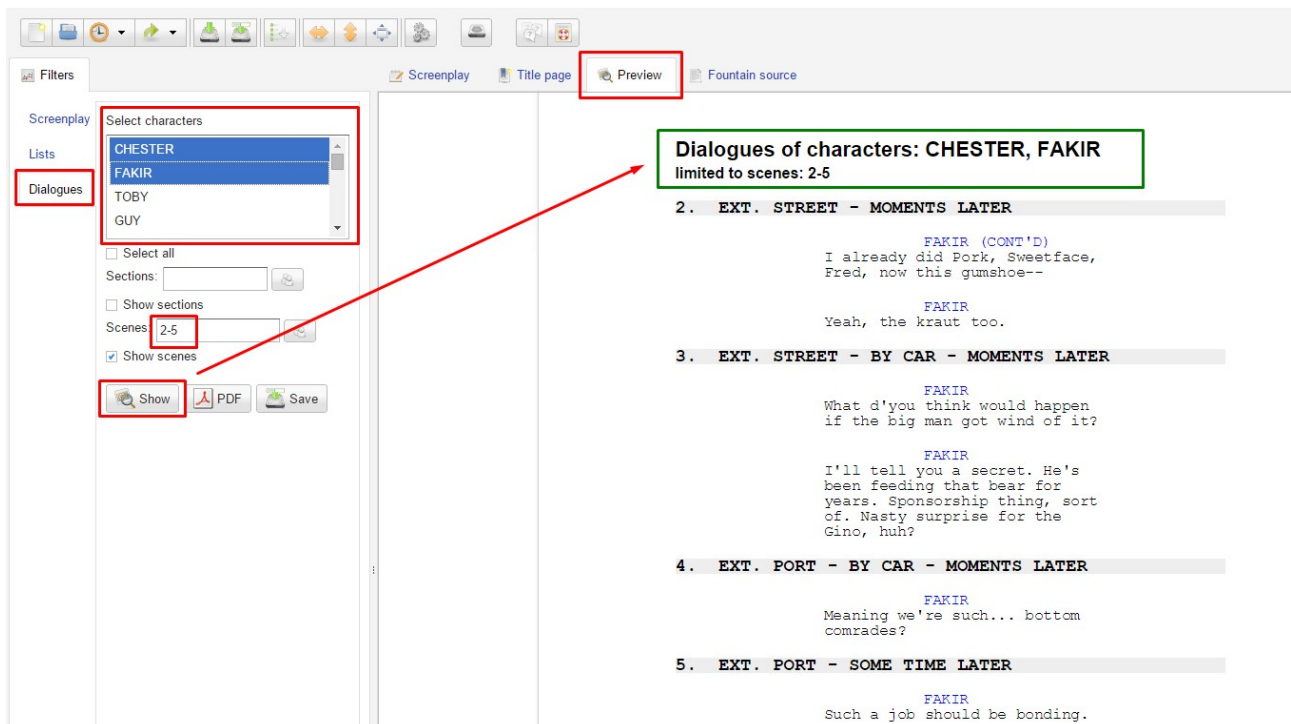 Filters
Screenplay
Title page
Preview
Fountain source
Screenplay
Lists
Dialogues
Select characters
CHESTER
FAKIR
TOBY
GUY
Select all
Sections:
Show sections
Scenes: 2-5
Show scenes
Show
PDF
Save
Dialogues of characters: CHESTER, FAKIR
limited to scenes: 2-5
2. EXT. STREET - MOMENTS LATER
FAKIR (CONT'D)
I already did Pork, Sweetface,
Fred, now this gumshoe--
FAKIR
Yeah, the kraut too.
3. EXT. STREET - BY CAR - MOMENTS LATER
FAKIR
What d'you think would happen
if the big man got wind of it?
FAKIR
I'll tell you a secret. He's
been feeding that bear for
years. Sponsorship thing, sort
of. Nasty surprise for the
Gino, huh?
4. EXT. PORT - BY CAR - MOMENTS LATER
FAKIR
Meaning we're such... bottom
comrades?
5. EXT. PORT - SOME TIME LATER
FAKIR
Such a job should be bonding.